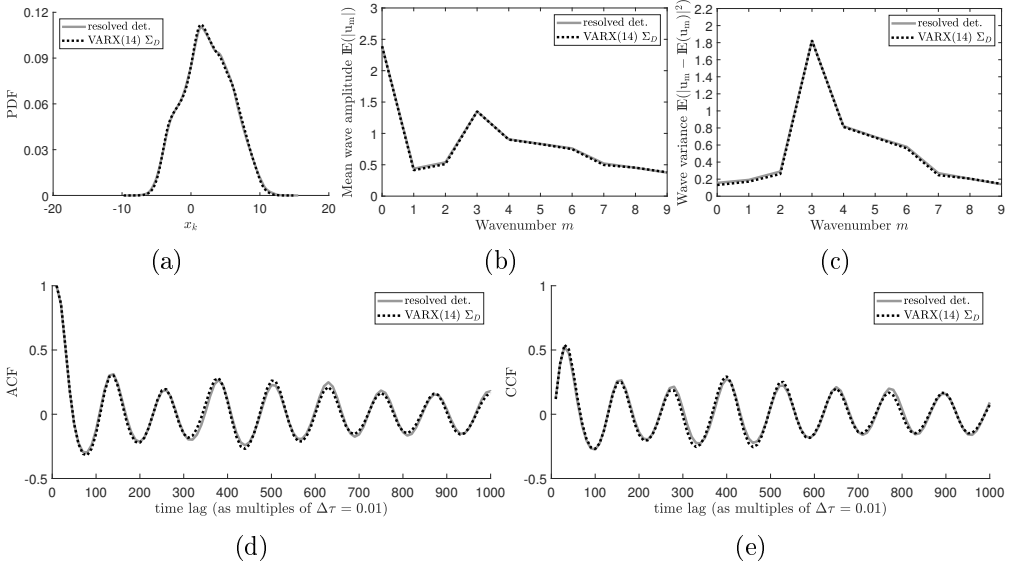 0.12
0.09
0.06
0.03
0
-20
-10
0
10
20
PDF
x_k
resolved det.
VARX(14) Σ_D
(a)
3
2.5
2
1.5
1
0.5
0
0 1 2 3 4 5 6 7 8 9
Mean wave amplitude 𝔼(|u_m|)
Wavenumber m
resolved det.
VARX(14) Σ_D
(b)
2.2
2
1.8
1.6
1.4
1.2
1
0.8
0.6
0.4
0.2
0
0 1 2 3 4 5 6 7 8 9
Wave variance 𝔼(|u_m − 𝔼(u_m)|²)
Wavenumber m
resolved det.
VARX(14) Σ_D
(c)
1
0.5
0
-0.5
0 100 200 300 400 500 600 700 800 900 1000
ACF
time lag (as multiples of Δτ = 0.01)
resolved det.
VARX(14) Σ_D
(d)
1
0.5
0
-0.5
0 100 200 300 400 500 600 700 800 900 1000
CCF
time lag (as multiples of Δτ = 0.01)
resolved det.
VARX(14) Σ_D
(e)